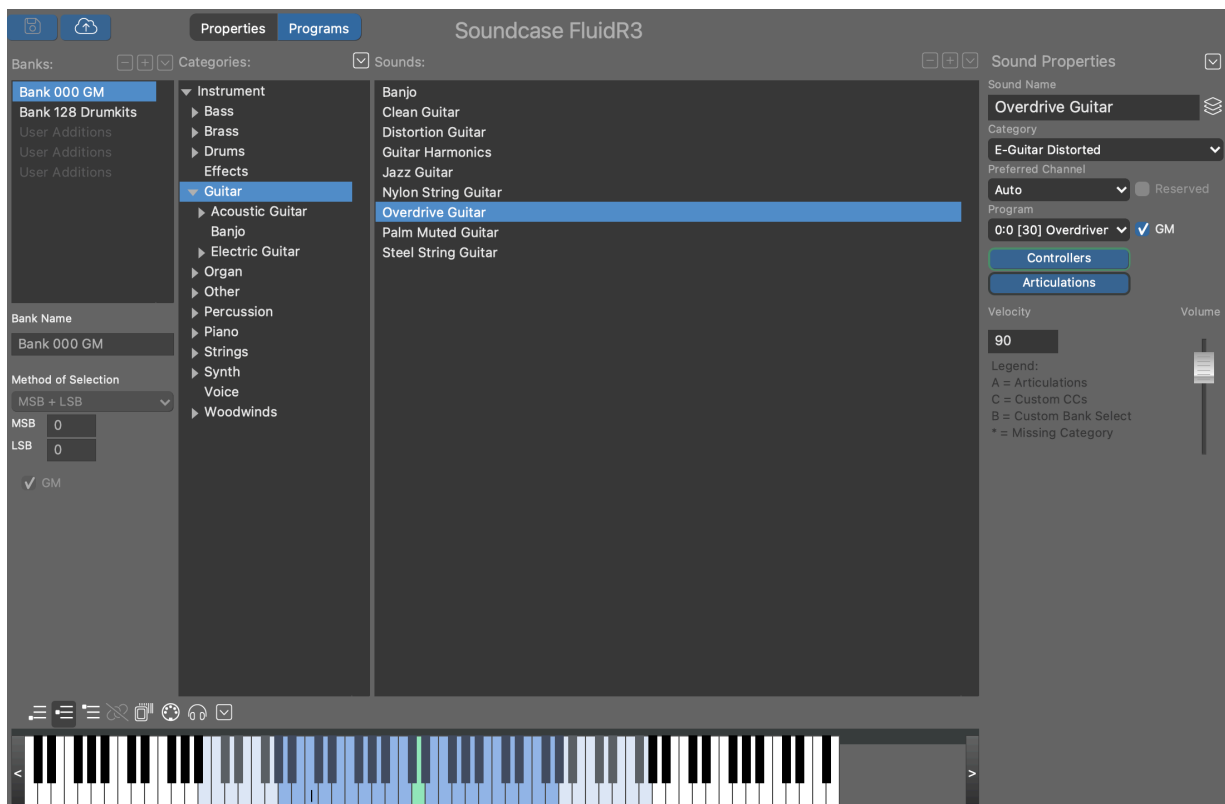 Properties Programs
Soundcase FluidR3
Banks:
Bank 000 GM
Bank 128 Drumkits
User Additions
User Additions
User Additions
Bank Name
Bank 000 GM
Method of Selection
MSB + LSB
MSB 0
LSB 0
GM
Categories:
Instrument
Bass
Brass
Drums
Effects
Guitar
Acoustic Guitar
Banjo
Electric Guitar
Organ
Other
Percussion
Piano
Strings
Synth
Voice
Woodwinds
Sounds:
Banjo
Clean Guitar
Distortion Guitar
Guitar Harmonics
Jazz Guitar
Nylon String Guitar
Overdrive Guitar
Palm Muted Guitar
Steel String Guitar
Sound Properties
Sound Name
Overdrive Guitar
Category
E-Guitar Distorted
Preferred Channel
Auto Reserved
Program
0:0 [30] Overdriver GM
Controllers
Articulations
Velocity Volume
90
Legend:
A = Articulations
C = Custom CCs
B = Custom Bank Select
* = Missing Category
< >